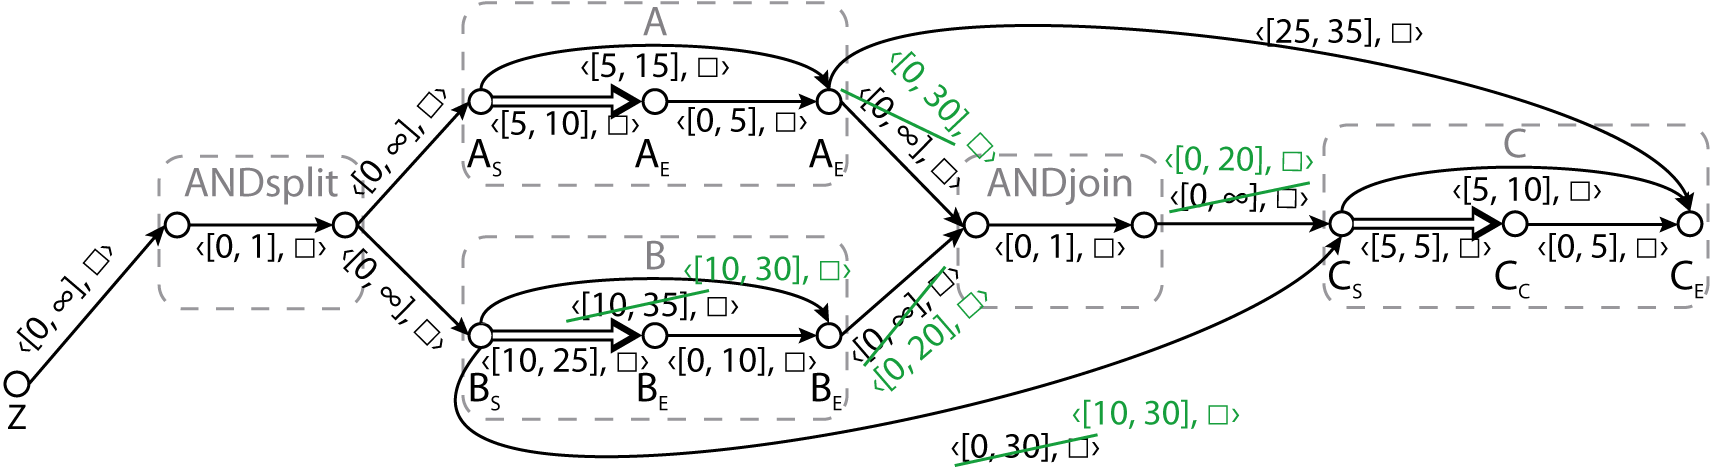 A
‹[25, 35], □›
‹[5, 15], □›
‹[0, 30], □›
‹[0, ∞], □›
‹[0, ∞], □›
‹[5, 10], □›
‹[0, 5], □›
A_S
A_E
A_E
ANDsplit
ANDjoin
C
‹[0, 20], □›
‹[0, ∞], □›
‹[5, 10], □›
‹[0, 1], □›
‹[0, 1], □›
‹[5, 5], □›
‹[0, 5], □›
C_S
C_C
C_E
‹[0, ∞], □›
‹[0, ∞], □›
B
‹[10, 30], □›
‹[10, 35], □›
‹[0, ∞], □›
‹[0, 20], □›
‹[10, 25], □›
‹[0, 10], □›
B_S
B_E
B_E
Z
‹[10, 30], □›
‹[0, 30], □›